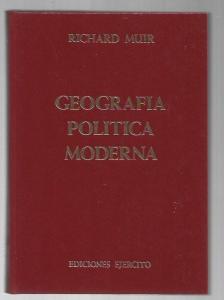 RICHARD MUIR
GEOGRAFIA
POLITICA
MODERNA
EDICIONES EJERCITO